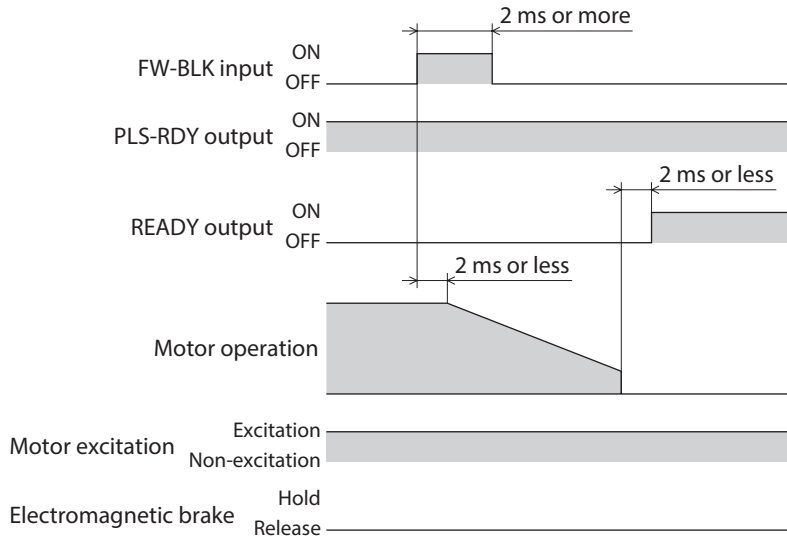 2 ms or more
FW-BLK input
ON
OFF
PLS-RDY output
ON
OFF
2 ms or less
READY output
ON
OFF
2 ms or less
Motor operation
Motor excitation
Excitation
Non-excitation
Electromagnetic brake
Hold
Release